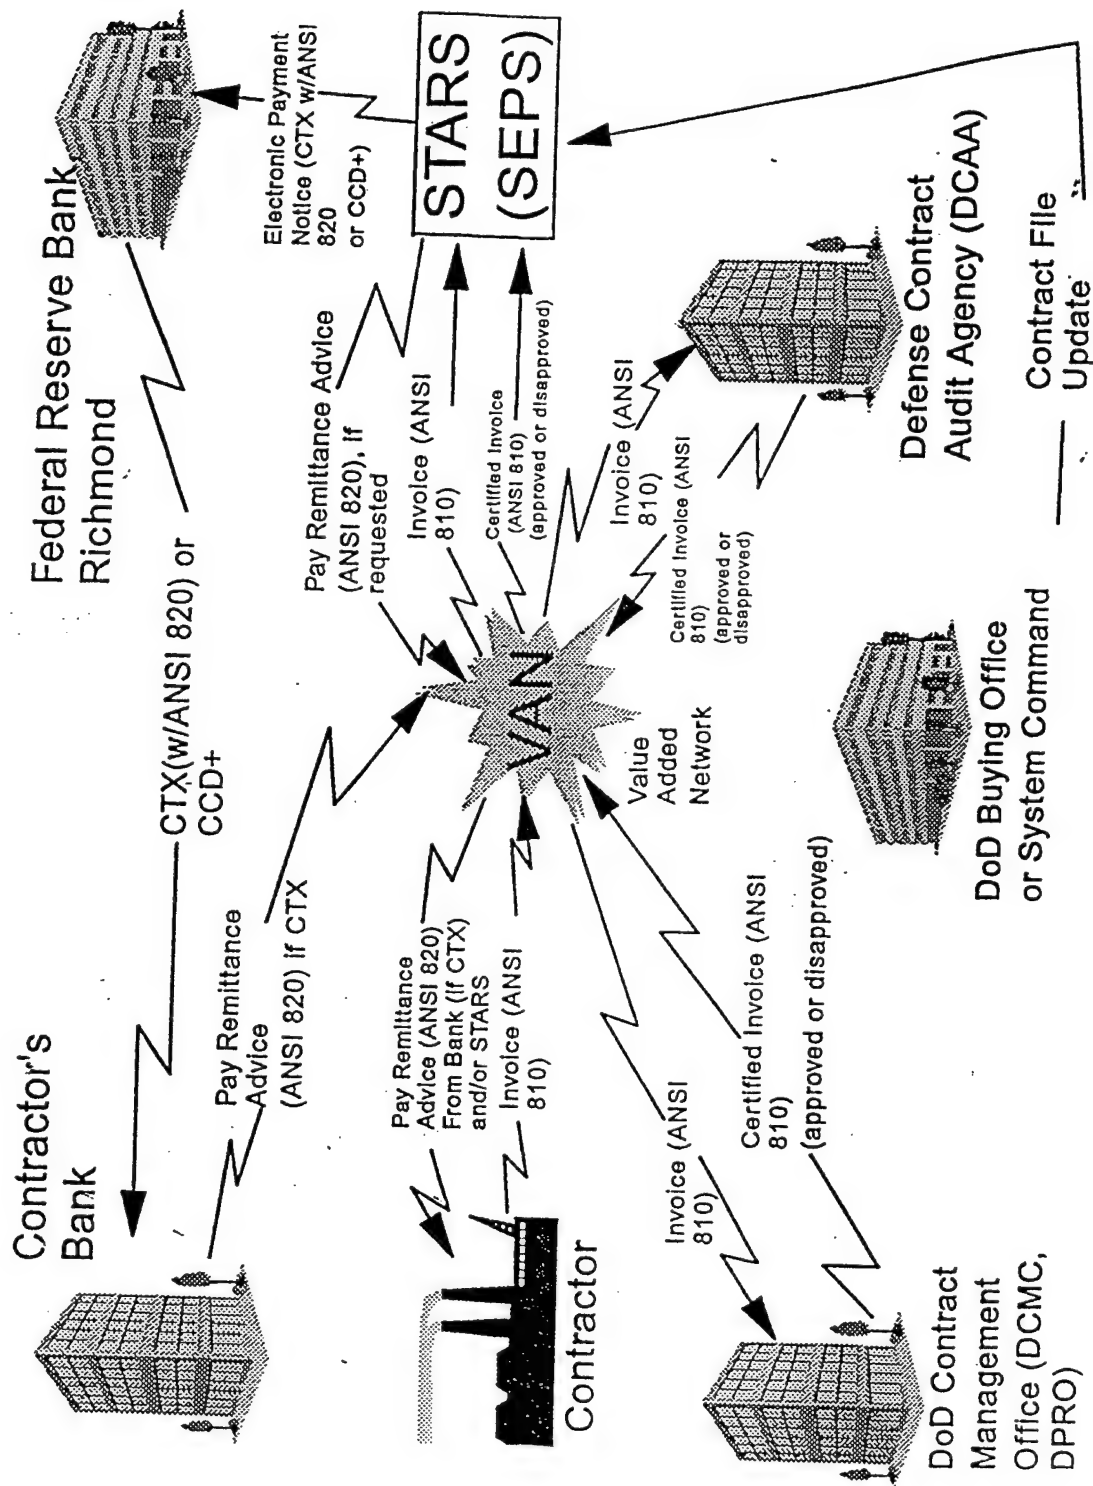 Contractor's
Bank
Federal Reserve Bank
Richmond
CTX(w/ANSI 820) or
CCD+
Pay Remittance
Advice
(ANSI 820) if CTX
Electronic Payment
Notice (CTX w/ANSI
820
or CCD+)
Pay Remittance Advice
(ANSI 820), if
requested
STARS
(SEPS)
Pay Remittance
Advice (ANSI 820)
From Bank (if CTX)
and/or STARS
Invoice (ANSI
810)
Invoice (ANSI
810)
Certified Invoice
(ANSI 810)
(approved or disapproved)
Contractor
VAN
Value
Added
Network
Invoice (ANSI
810)
Certified Invoice (ANSI
810)
(approved or
disapproved)
Invoice (ANSI
810)
Certified Invoice (ANSI
810)
(approved or disapproved)
Defense Contract
Audit Agency (DCAA)
DoD Contract
Management
Office (DCMC,
DPRO)
DoD Buying Office
or System Command
Contract File
Update